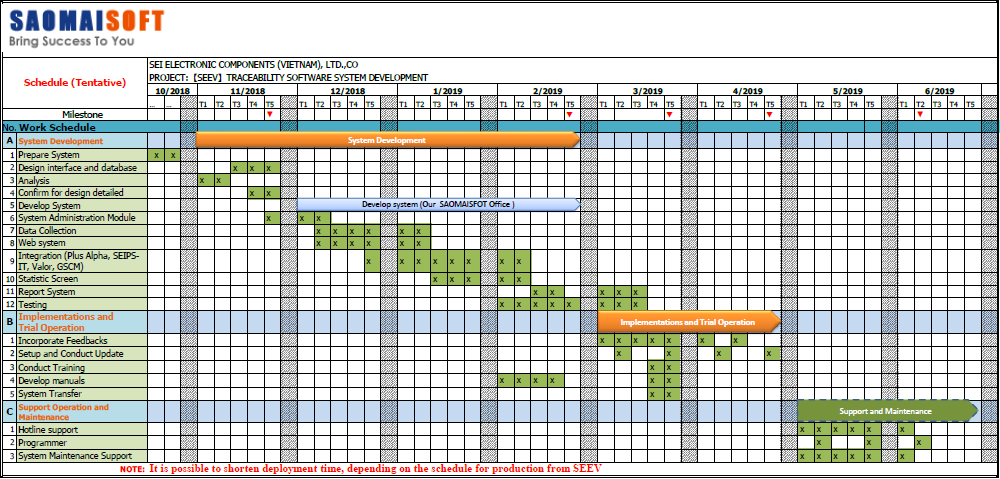 SAOMAISOFT
Bring Success To You
Schedule (Tentative)
SEI ELECTRONIC COMPONENTS (VIETNAM), LTD.,CO
PROJECT: 【SEEV】 TRACEABILITY SOFTWARE SYSTEM DEVELOPMENT
10/2018 11/2018 12/2018 1/2019 2/2019 3/2019 4/2019 5/2019 6/2019
... ... T1 T2 T3 T4 T5 T1 T2 T3 T4 T5 T1 T2 T3 T4 T5 T1 T2 T3 T4 T5 T1 T2 T3 T4 T5 T1 T2 T3 T4 T5 T1 T2 T3 T4 T5 T1 T2 T3 T4 T5
Milestone
No. Work Schedule
A System Development System Development
1 Prepare System x x
2 Design interface and database x x x
3 Analysis x x
4 Confirm for design detailed x x
5 Develop System Develop system (Our SAOMAISFOT Office )
6 System Administration Module x x x
7 Data Collection x x x x x x
8 Web system x x x x x x
9 Integration (Plus Alpha, SEIPS-
IT, Valor, GSCM) x x x x x x x x
10 Statistic Screen x x x x x
11 Report System x x x x x
12 Testing x x x x x x x x
B Implementations and
Trial Operation Implementations and Trial Operation
1 Incorporate Feedbacks x x x x x x x
2 Setup and Conduct Update x x x x
3 Conduct Training x x
4 Develop manuals x x x x x x
5 System Transfer x x
C Support Operation and
Maintenance Support and Maintenance
1 Hotline support x x x x x x
2 Programmer x x x
3 System Maintenance Support x x x x x x
NOTE: It is possible to shorten deployment time, depending on the schedule for production from SEEV